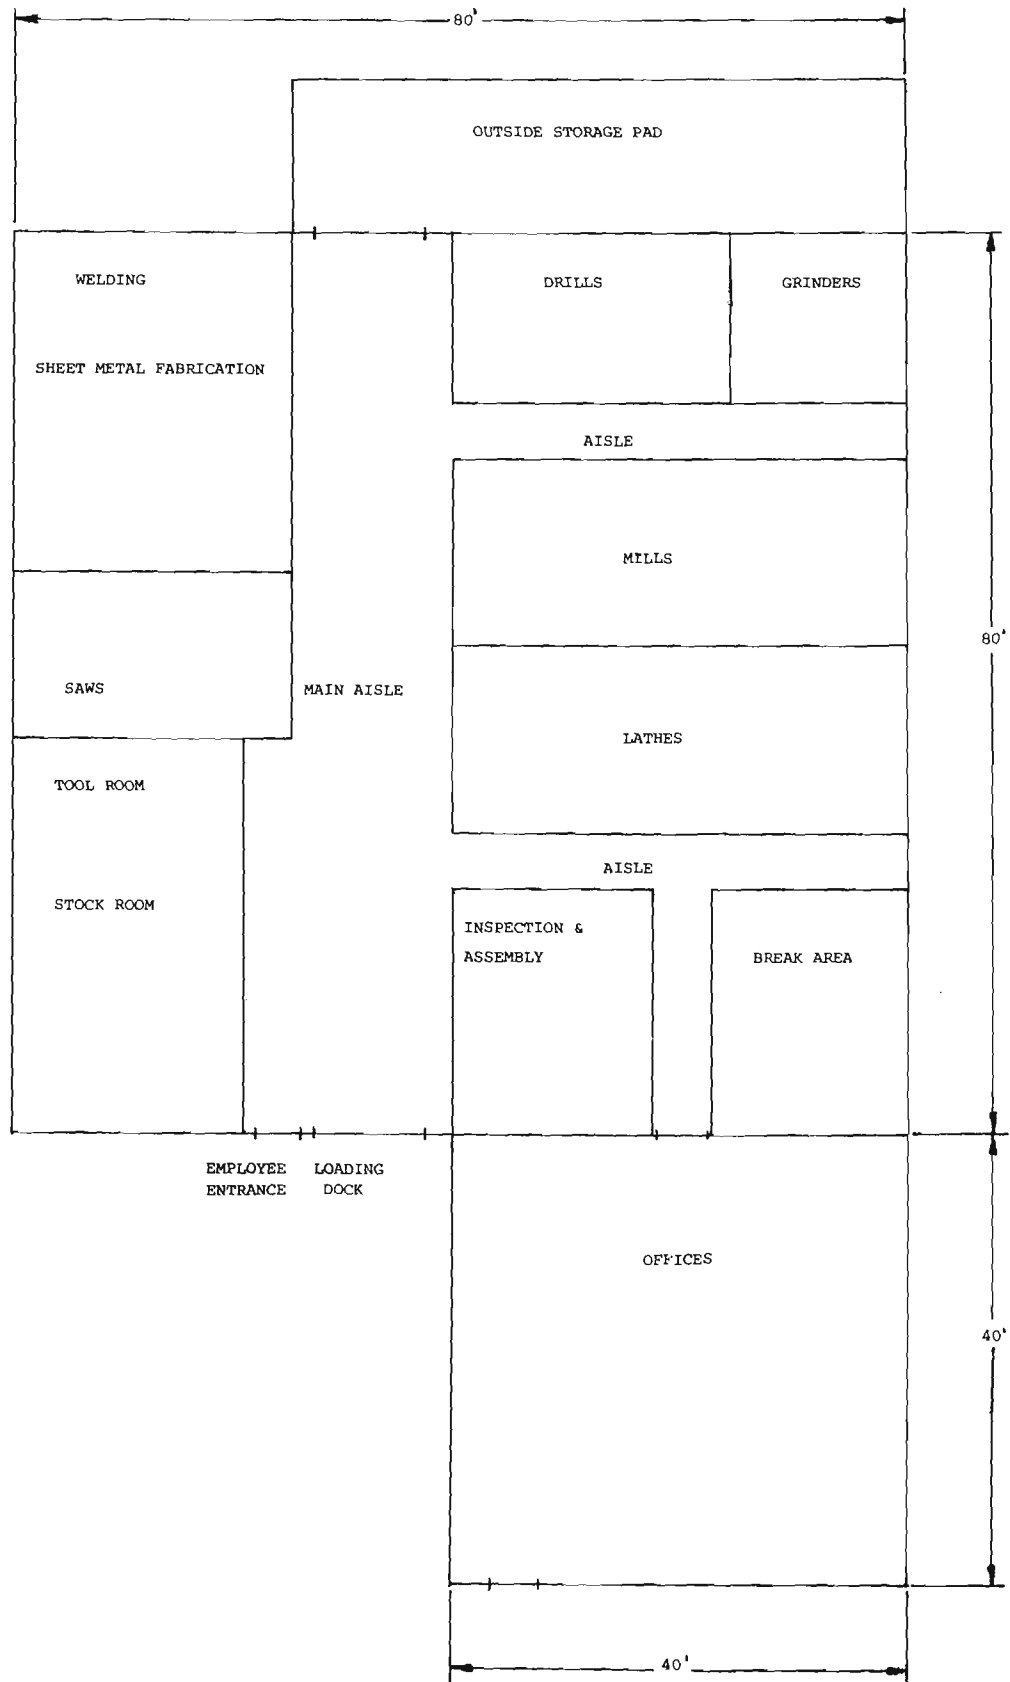 80'
OUTSIDE STORAGE PAD
WELDING
DRILLS
GRINDERS
SHEET METAL FABRICATION
AISLE
MILLS
80'
SAWS
MAIN AISLE
LATHES
TOOL ROOM
AISLE
STOCK ROOM
INSPECTION &
ASSEMBLY
BREAK AREA
EMPLOYEE
ENTRANCE
LOADING
DOCK
OFFICES
40'
40'